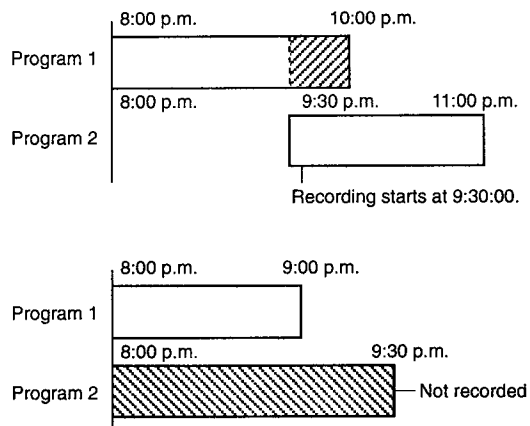 8:00 p.m. 10:00 p.m.
Program 1
8:00 p.m. 9:30 p.m. 11:00 p.m.
Program 2
Recording starts at 9:30:00.
8:00 p.m. 9:00 p.m.
Program 1
8:00 p.m. 9:30 p.m.
Program 2
Not recorded